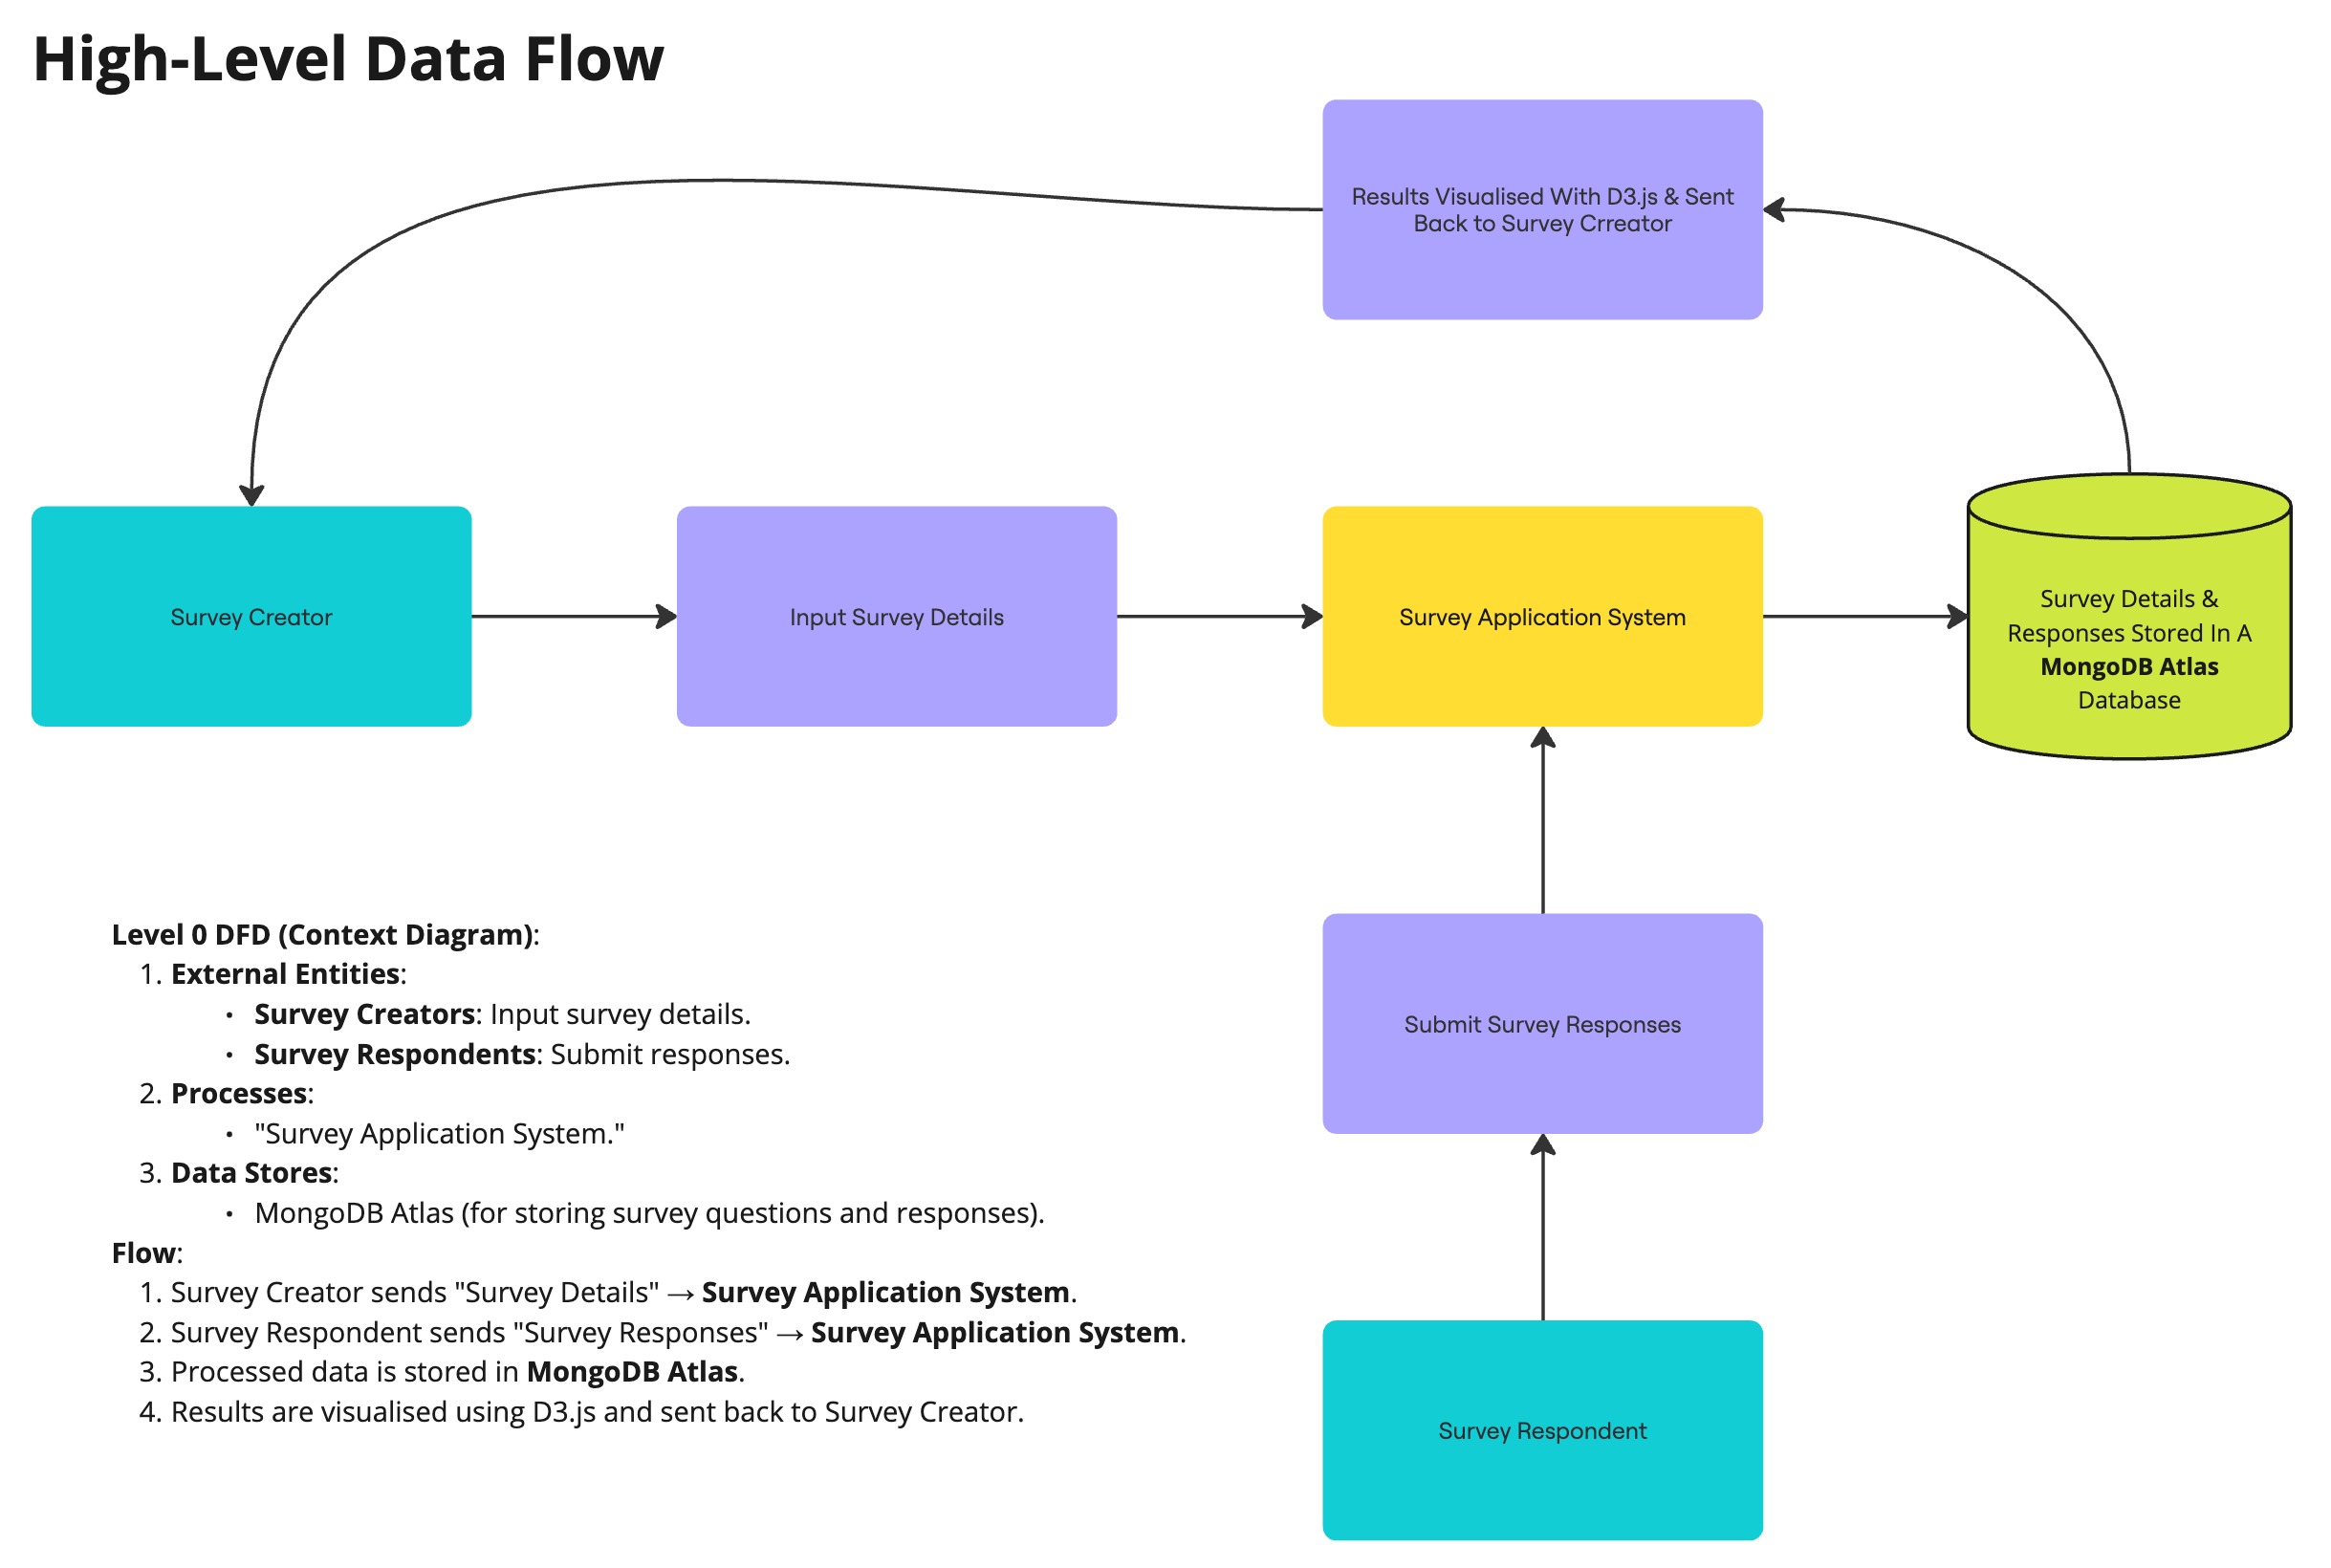 High-Level Data Flow
Results Visualised With D3.js & Sent
Back to Survey Crreator
Survey Creator
Input Survey Details
Survey Application System
Survey Details &
Responses Stored In A
MongoDB Atlas
Database
Submit Survey Responses
Survey Respondent
Level 0 DFD (Context Diagram):
1. External Entities:
• Survey Creators: Input survey details.
• Survey Respondents: Submit responses.
2. Processes:
• "Survey Application System."
3. Data Stores:
• MongoDB Atlas (for storing survey questions and responses).
Flow:
1. Survey Creator sends "Survey Details" → Survey Application System.
2. Survey Respondent sends "Survey Responses" → Survey Application System.
3. Processed data is stored in MongoDB Atlas.
4. Results are visualised using D3.js and sent back to Survey Creator.